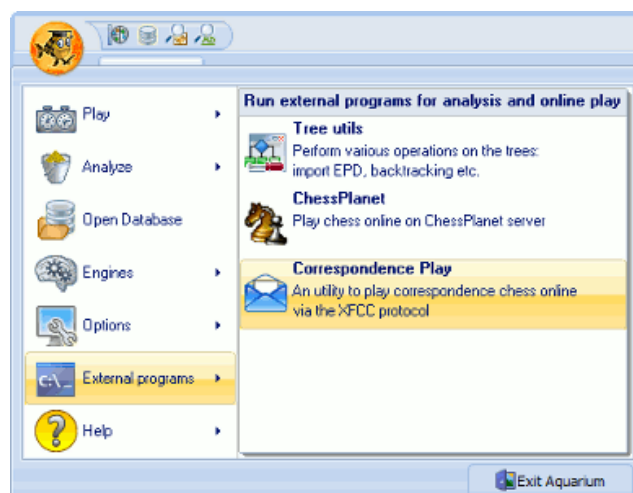 Play
Analyze
Open Database
Engines
Options
C:\_
External programs
Help
Run external programs for analysis and online play
Tree utils
Perform various operations on the trees:
import EPD, backtracking etc.
ChessPlanet
Play chess online on ChessPlanet server
Correspondence Play
An utility to play correspondence chess online
via the XFCC protocol
Exit Aquarium